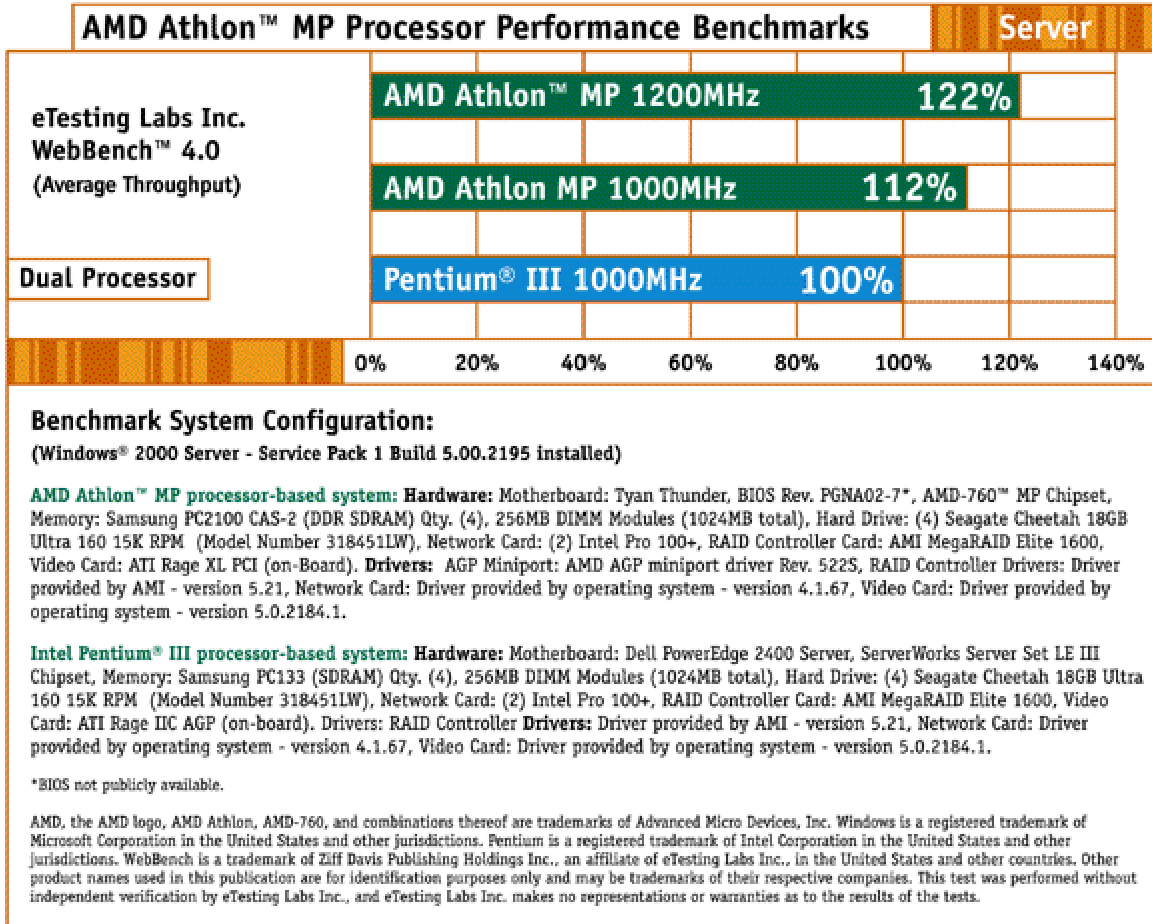 AMD Athlon™ MP Processor Performance Benchmarks
Server
eTesting Labs Inc.
WebBench™ 4.0
(Average Throughput)
Dual Processor
AMD Athlon™ MP 1200MHz 122%
AMD Athlon MP 1000MHz 112%
Pentium® III 1000MHz 100%
0% 20% 40% 60% 80% 100% 120% 140%
Benchmark System Configuration:
(Windows® 2000 Server - Service Pack 1 Build 5.00.2195 installed)
AMD Athlon™ MP processor-based system: Hardware: Motherboard: Tyan Thunder, BIOS Rev. PGNA02-7*, AMD-760™ MP Chipset,
Memory: Samsung PC2100 CAS-2 (DDR SDRAM) Qty. (4), 256MB DIMM Modules (1024MB total), Hard Drive: (4) Seagate Cheetah 18GB
Ultra 160 15K RPM (Model Number 318451LW), Network Card: (2) Intel Pro 100+, RAID Controller Card: AMI MegaRAID Elite 1600,
Video Card: ATI Rage XL PCI (on-Board). Drivers: AGP Miniport: AMD AGP miniport driver Rev. 522S, RAID Controller Drivers: Driver
provided by AMI - version 5.21, Network Card: Driver provided by operating system - version 4.1.67, Video Card: Driver provided by
operating system - version 5.0.2184.1.
Intel Pentium® III processor-based system: Hardware: Motherboard: Dell PowerEdge 2400 Server, ServerWorks Server Set LE III
Chipset, Memory: Samsung PC133 (SDRAM) Qty. (4), 256MB DIMM Modules (1024MB total), Hard Drive: (4) Seagate Cheetah 18GB Ultra
160 15K RPM (Model Number 318451LW), Network Card: (2) Intel Pro 100+, RAID Controller Card: AMI MegaRAID Elite 1600, Video
Card: ATI Rage IIC AGP (on-board). Drivers: RAID Controller Drivers: Driver provided by AMI - version 5.21, Network Card: Driver
provided by operating system - version 4.1.67, Video Card: Driver provided by operating system - version 5.0.2184.1.
*BIOS not publicly available.
AMD, the AMD logo, AMD Athlon, AMD-760, and combinations thereof are trademarks of Advanced Micro Devices, Inc. Windows is a registered trademark of
Microsoft Corporation in the United States and other jurisdictions. Pentium is a registered trademark of Intel Corporation in the United States and other
jurisdictions. WebBench is a trademark of Ziff Davis Publishing Holdings Inc., an affiliate of eTesting Labs Inc., in the United States and other countries. Other
product names used in this publication are for identification purposes only and may be trademarks of their respective companies. This test was performed without
independent verification by eTesting Labs Inc., and eTesting Labs Inc. makes no representations or warranties as to the results of the tests.